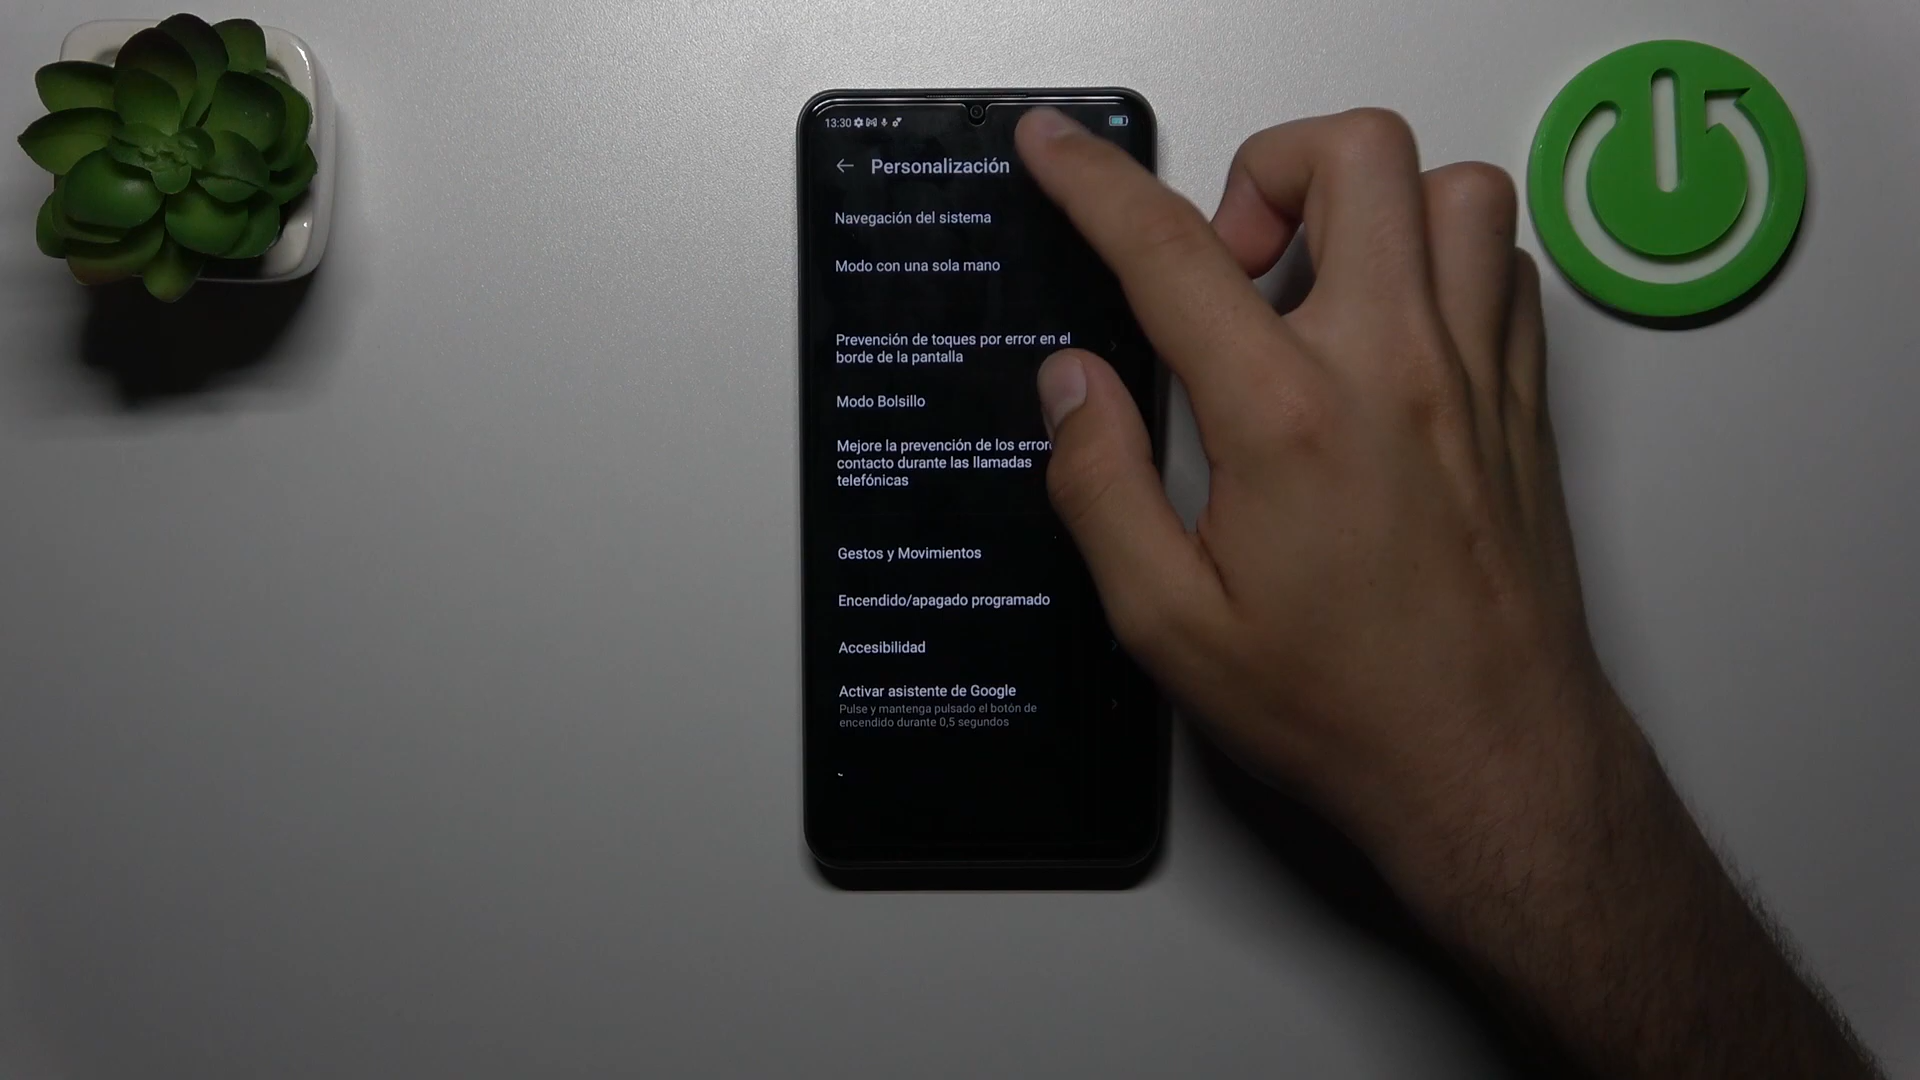 13:30
Personalización
Navegación del sistema
Modo con una sola mano
Prevención de toques por error en el
borde de la pantalla
Modo Bolsillo
Mejore la prevención de los
contacto durante las llamadas
telefónicas
Gestos y Movimientos
Encendido/apagado programado
Accesibilidad
Activar asistente de Google
Pulse y mantenga pulsado el botón de
encendido durante 0,5 segundos